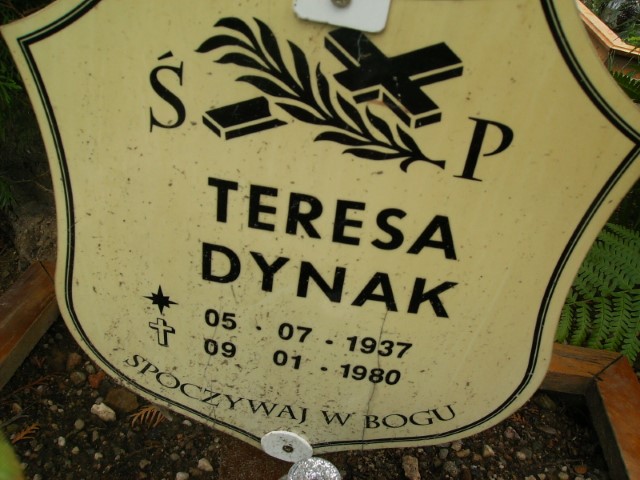 Ś P
TERESA
DYNAK
05 · 07 · 1937
09 01 · 1980
SPOCZYWAJ W BOGU